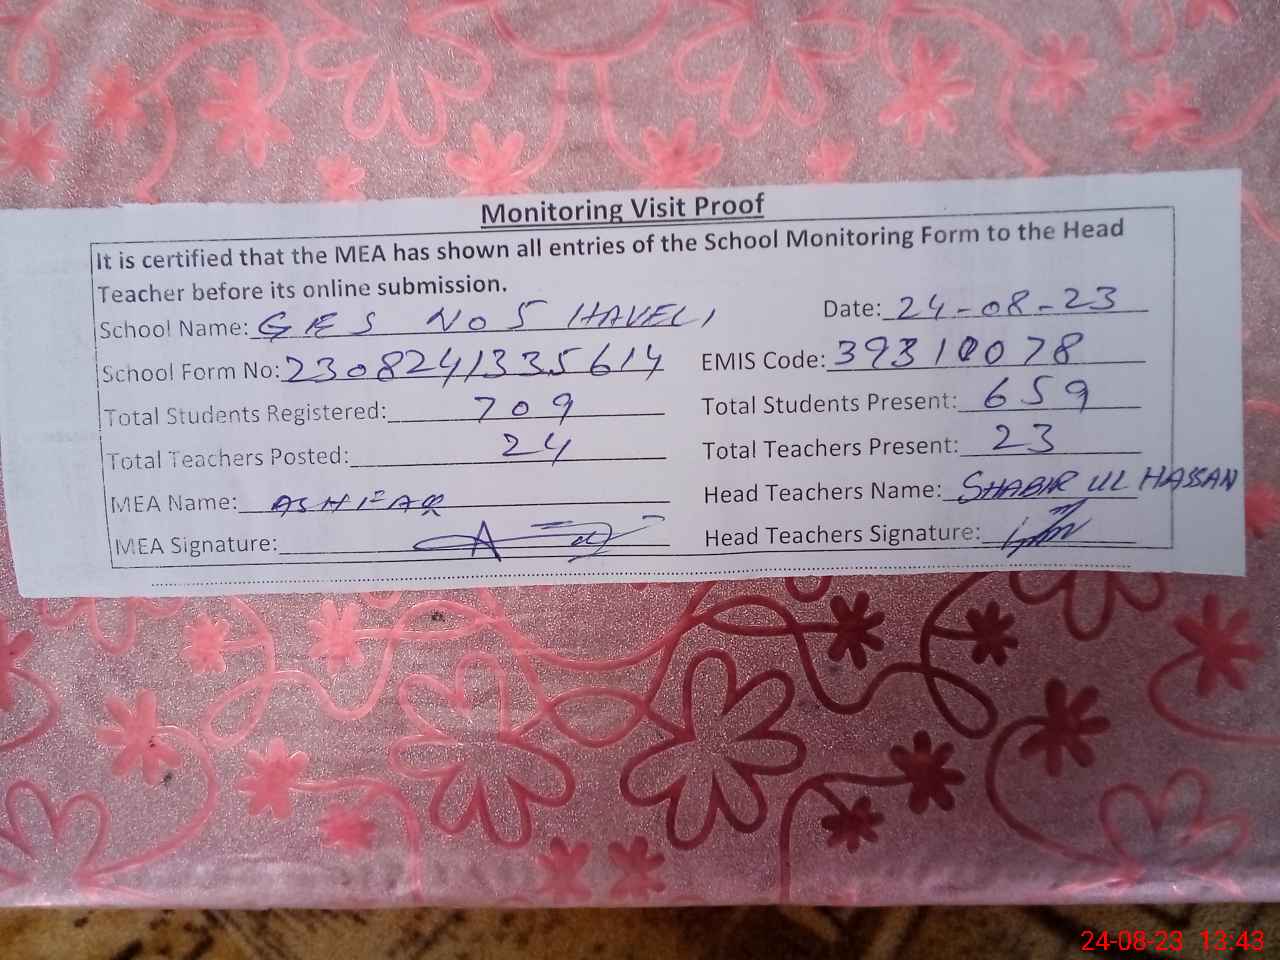 Monitoring Visit Proof
It is certified that the MEA has shown all entries of the School Monitoring Form to the Head
Teacher before its online submission.
School Name: GES NO 5 HAVELI Date: 24-08-23
School Form No: 2308241335614 EMIS Code: 39310078
Total Students Registered: 709 Total Students Present: 659
Total Teachers Posted: 24 Total Teachers Present: 23
MEA Name: ASHFAQ Head Teachers Name: SHABIR UL HASSAN
MEA Signature: Head Teachers Signature:
24-08-23 13:43